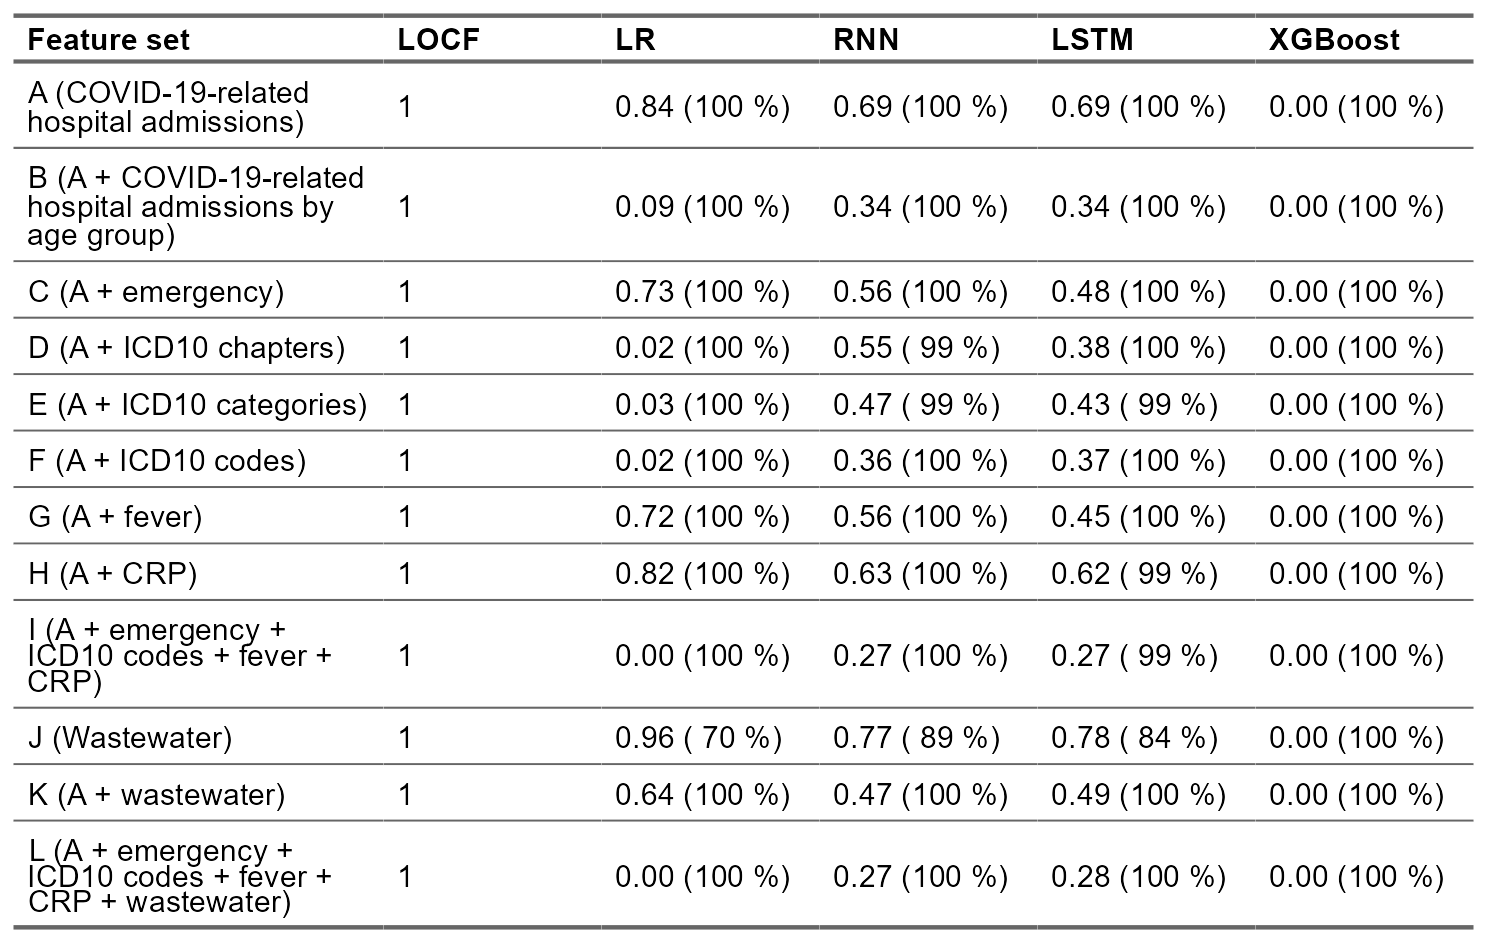 Feature set LOCF LR RNN LSTM XGBoost
A (COVID-19-related
hospital admissions) 1 0.84 (100 %) 0.69 (100 %) 0.69 (100 %) 0.00 (100 %)
B (A + COVID-19-related
hospital admissions by 1 0.09 (100 %) 0.34 (100 %) 0.34 (100 %) 0.00 (100 %)
age group)
C (A + emergency) 1 0.73 (100 %) 0.56 (100 %) 0.48 (100 %) 0.00 (100 %)
D (A + ICD10 chapters) 1 0.02 (100 %) 0.55 ( 99 %) 0.38 (100 %) 0.00 (100 %)
E (A + ICD10 categories) 1 0.03 (100 %) 0.47 ( 99 %) 0.43 ( 99 %) 0.00 (100 %)
F (A + ICD10 codes) 1 0.02 (100 %) 0.36 (100 %) 0.37 (100 %) 0.00 (100 %)
G (A + fever) 1 0.72 (100 %) 0.56 (100 %) 0.45 (100 %) 0.00 (100 %)
H (A + CRP) 1 0.82 (100 %) 0.63 (100 %) 0.62 ( 99 %) 0.00 (100 %)
I (A + emergency +
ICD10 codes + fever + 1 0.00 (100 %) 0.27 (100 %) 0.27 ( 99 %) 0.00 (100 %)
CRP)
J (Wastewater) 1 0.96 ( 70 %) 0.77 ( 89 %) 0.78 ( 84 %) 0.00 (100 %)
K (A + wastewater) 1 0.64 (100 %) 0.47 (100 %) 0.49 (100 %) 0.00 (100 %)
L (A + emergency +
ICD10 codes + fever + 1 0.00 (100 %) 0.27 (100 %) 0.28 (100 %) 0.00 (100 %)
CRP + wastewater)